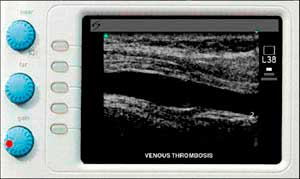 near
far
gain
L38
VENOUS THROMBOSIS